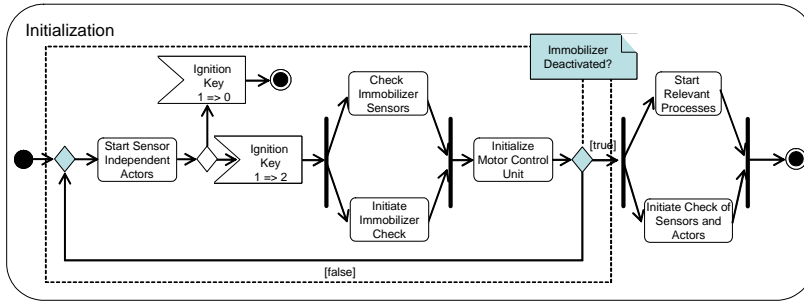 Initialization
Immobilizer
Deactivated?
Ignition
Key
1 => 0
Check
Immobilizer
Sensors
Start
Relevant
Processes
Start Sensor
Independent
Actors
Ignition
Key
1 => 2
Initialize
Motor Control
Unit
[true]
Initiate
Immobilizer
Check
Initiate Check of
Sensors and
Actors
[false]